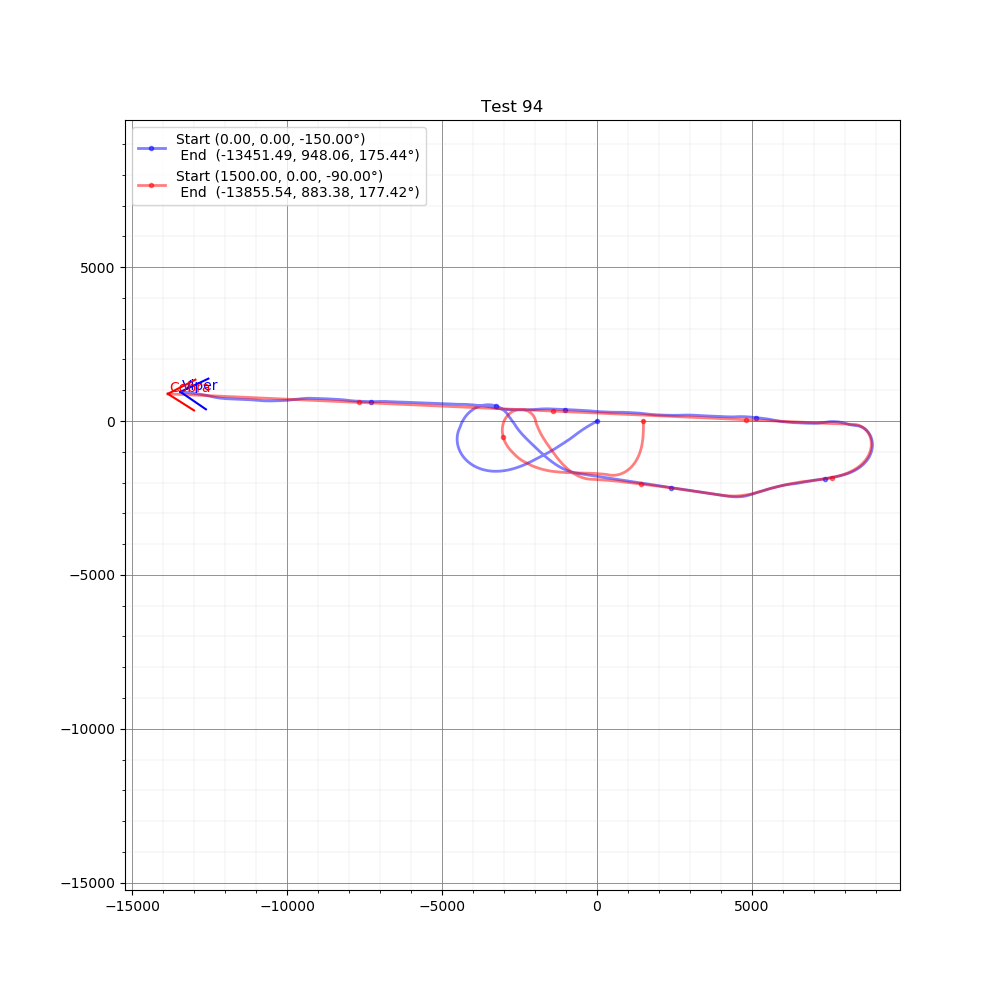 Test 94
Start (0.00, 0.00, -150.00°)
End (-13451.49, 948.06, 175.44°)
Start (1500.00, 0.00, -90.00°)
End (-13855.54, 883.38, 177.42°)
5000
0
−5000
−10000
−15000
Viper
−15000
−10000
−5000
0
5000